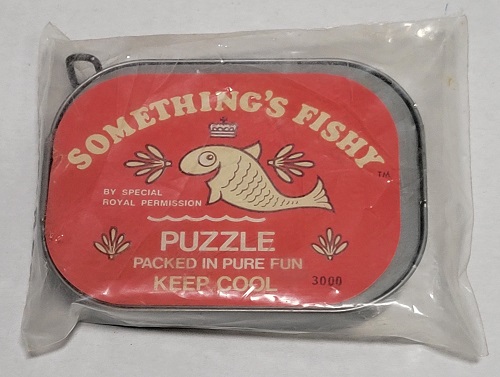 SOMETHING'S FISHY
TM
BY SPECIAL
ROYAL PERMISSION
PUZZLE
PACKED IN PURE FUN
KEEP COOL
3000